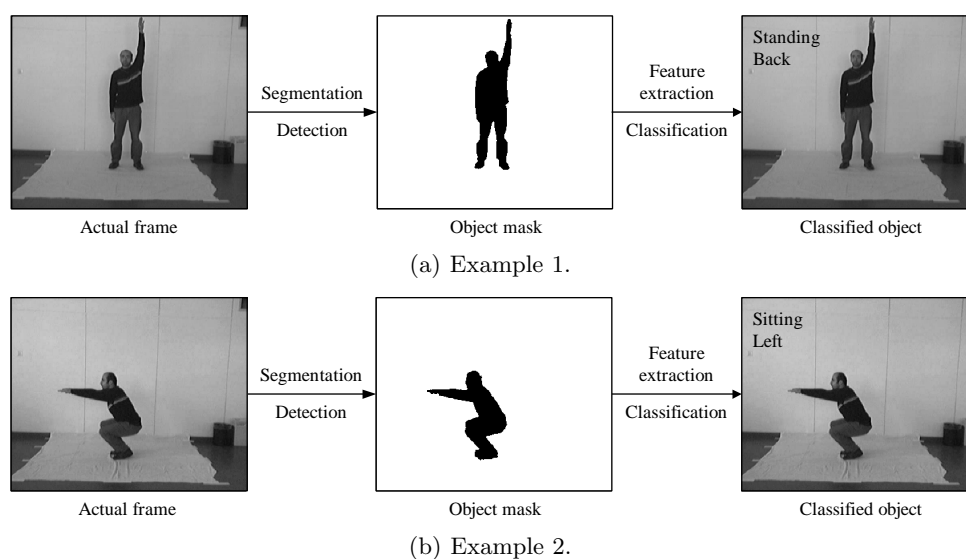 Standing
Back
Segmentation
Detection
Feature
extraction
Classification
Actual frame
Object mask
Classified object
(a) Example 1.
Sitting
Left
Segmentation
Detection
Feature
extraction
Classification
Actual frame
Object mask
Classified object
(b) Example 2.